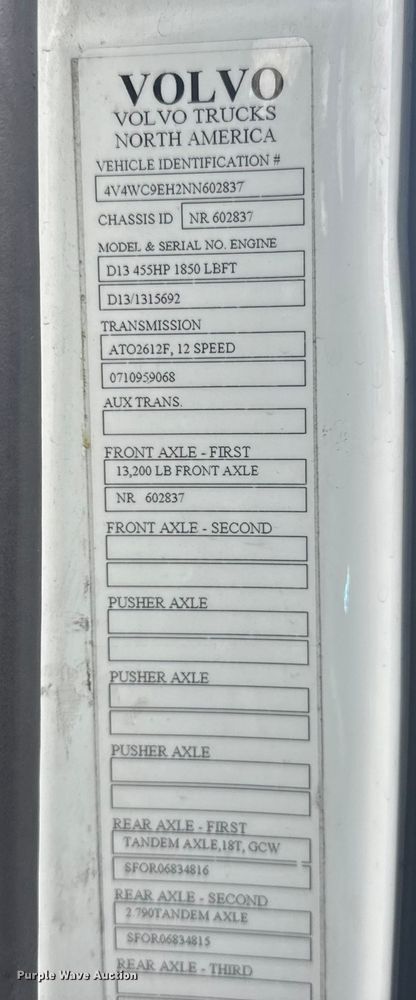 VOLVO
VOLVO TRUCKS
NORTH AMERICA
VEHICLE IDENTIFICATION #
4V4WC9EH2NN602837
CHASSIS ID NR 602837
MODEL & SERIAL NO. ENGINE
D13 455HP 1850 LBFT
D13/1315692
TRANSMISSION
ATO2612F, 12 SPEED
0710959068
AUX TRANS.
FRONT AXLE - FIRST
13,200 LB FRONT AXLE
NR 602837
FRONT AXLE - SECOND
PUSHER AXLE
PUSHER AXLE
PUSHER AXLE
REAR AXLE - FIRST
TANDEM AXLE,18T, GCW
SFOR06834816
REAR AXLE - SECOND
2.790TANDEM AXLE
SFOR06834815
REAR AXLE - THIRD
Purple Wave Auction